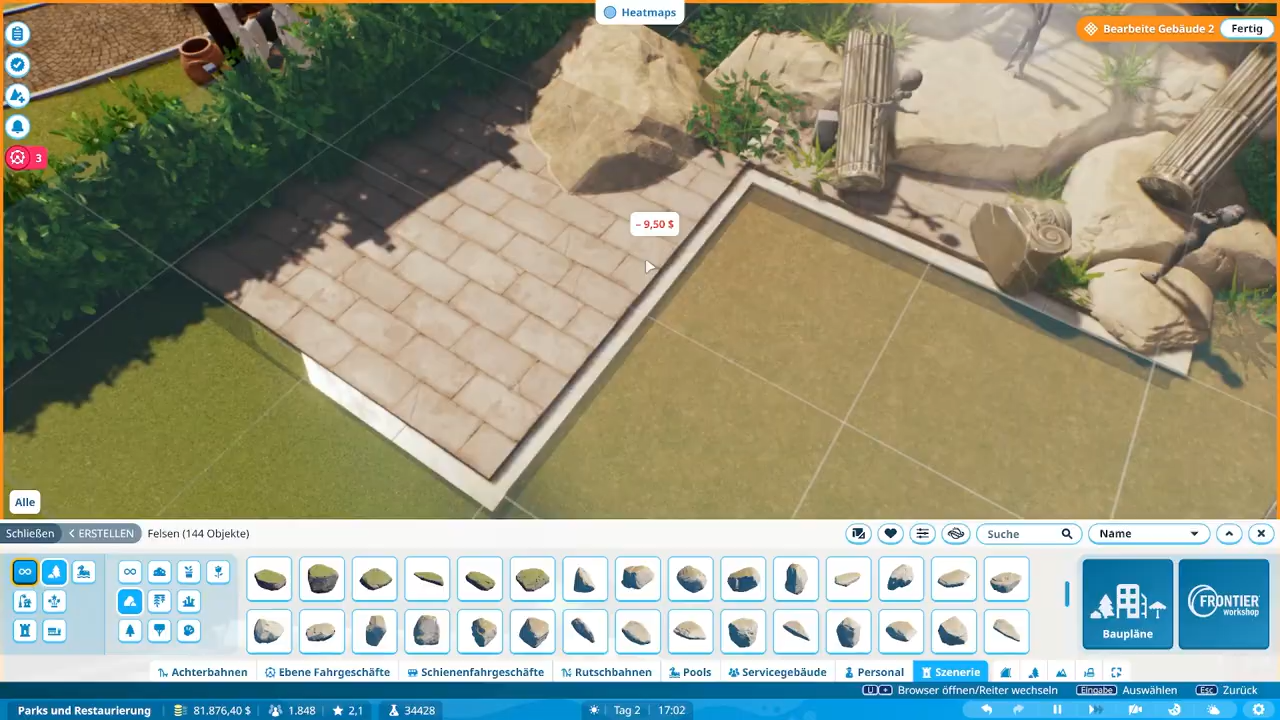 Heatmaps
Bearbeite Gebäude 2
Fertig
3
– 9,50 $
Alle
Schließen
ERSTELLEN
Felsen (144 Objekte)
Suche
Name
Baupläne
FRONTIER
workshop
Achterbahnen
Ebene Fahrgeschäfte
Schienenfahrgeschäfte
Rutschbahnen
Pools
Servicegebäude
Personal
Szenerie
U + Browser öffnen/Reiter wechseln
Eingabe Auswählen
Esc Zurück
Parks und Restaurierung
81.876,40 $
1.848
2,1
34428
Tag 2
17:02